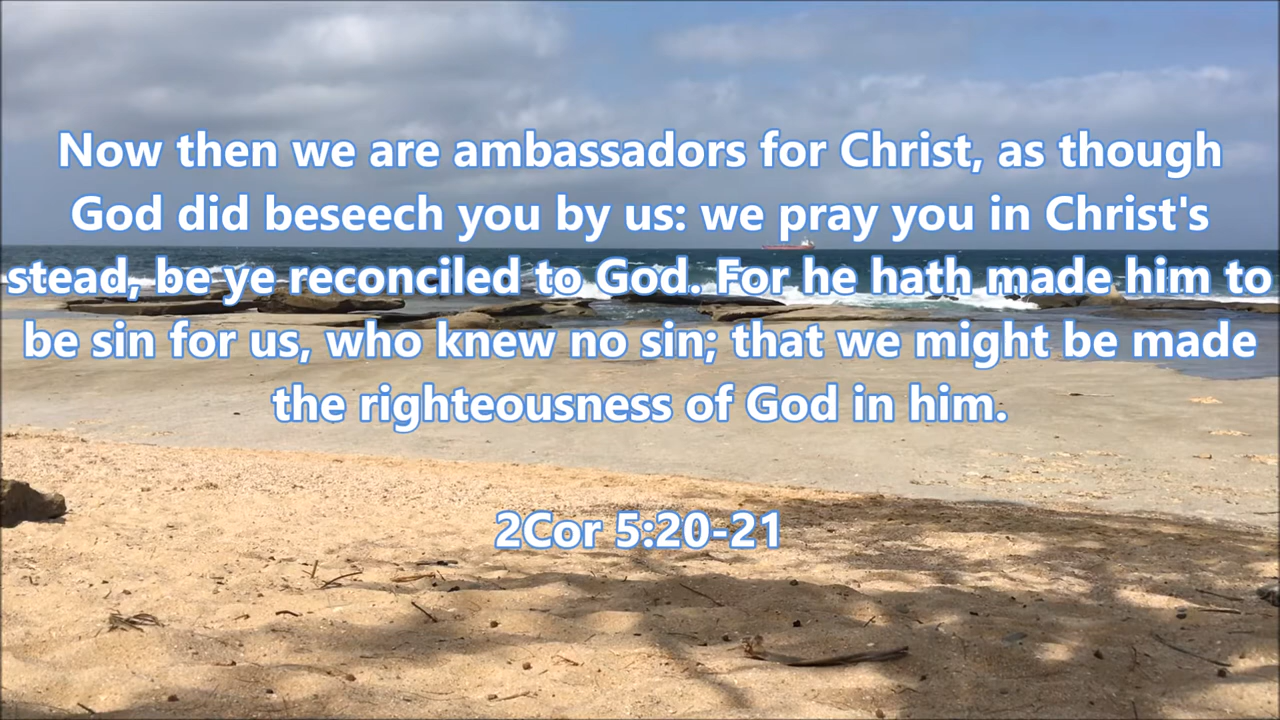 Now then we are ambassadors for Christ, as though
God did beseech you by us: we pray you in Christ's
stead, be ye reconciled to God. For he hath made him to
be sin for us, who knew no sin; that we might be made
the righteousness of God in him.
2Cor 5:20-21